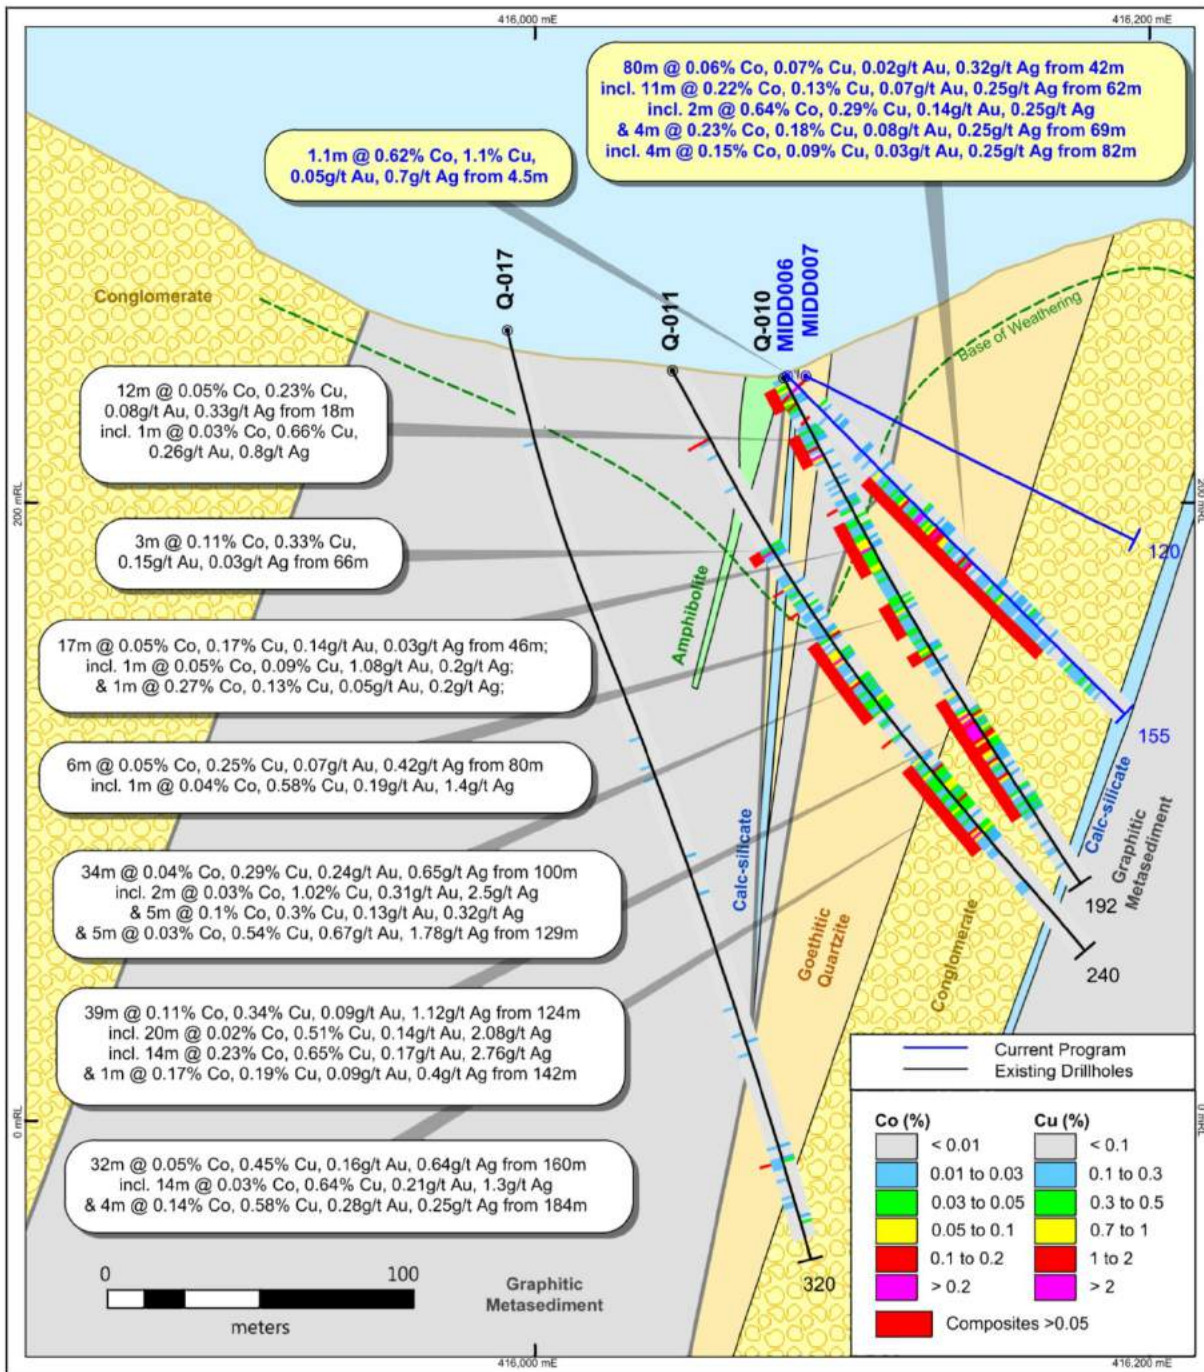 416,000 mE
416,200 mE
80m @ 0.06% Co, 0.07% Cu, 0.02g/t Au, 0.32g/t Ag from 42m
incl. 11m @ 0.22% Co, 0.13% Cu, 0.07g/t Au, 0.25g/t Ag from 62m
incl. 2m @ 0.64% Co, 0.29% Cu, 0.14g/t Au, 0.25g/t Ag
& 4m @ 0.23% Co, 0.18% Cu, 0.08g/t Au, 0.25g/t Ag from 69m
incl. 4m @ 0.15% Co, 0.09% Cu, 0.03g/t Au, 0.25g/t Ag from 82m
1.1m @ 0.62% Co, 1.1% Cu,
0.05g/t Au, 0.7g/t Ag from 4.5m
Q-017
Q-011
Q-010
MIDD006
MIDD007
Conglomerate
Base of Weathering
12m @ 0.05% Co, 0.23% Cu,
0.08g/t Au, 0.33g/t Ag from 18m
incl. 1m @ 0.03% Co, 0.66% Cu,
0.26g/t Au, 0.8g/t Ag
200 mRL
200 mRL
120
3m @ 0.11% Co, 0.33% Cu,
0.15g/t Au, 0.03g/t Ag from 66m
Amphibolite
17m @ 0.05% Co, 0.17% Cu, 0.14g/t Au, 0.03g/t Ag from 46m;
incl. 1m @ 0.05% Co, 0.09% Cu, 1.08g/t Au, 0.2g/t Ag;
& 1m @ 0.27% Co, 0.13% Cu, 0.05g/t Au, 0.2g/t Ag;
155
6m @ 0.05% Co, 0.25% Cu, 0.07g/t Au, 0.42g/t Ag from 80m
incl. 1m @ 0.04% Co, 0.58% Cu, 0.19g/t Au, 1.4g/t Ag
Calc-silicate
Calc-silicate
Graphitic
Metasediment
34m @ 0.04% Co, 0.29% Cu, 0.24g/t Au, 0.65g/t Ag from 100m
incl. 2m @ 0.03% Co, 1.02% Cu, 0.31g/t Au, 2.5g/t Ag
& 5m @ 0.1% Co, 0.3% Cu, 0.13g/t Au, 0.32g/t Ag
& 5m @ 0.03% Co, 0.54% Cu, 0.67g/t Au, 1.78g/t Ag from 129m
192
Goethitic
Quartzite
Conglomerate
240
39m @ 0.11% Co, 0.34% Cu, 0.09g/t Au, 1.12g/t Ag from 124m
incl. 20m @ 0.02% Co, 0.51% Cu, 0.14g/t Au, 2.08g/t Ag
incl. 14m @ 0.23% Co, 0.65% Cu, 0.17g/t Au, 2.76g/t Ag
& 1m @ 0.17% Co, 0.19% Cu, 0.09g/t Au, 0.4g/t Ag from 142m
0 mRL
0 mRL
32m @ 0.05% Co, 0.45% Cu, 0.16g/t Au, 0.64g/t Ag from 160m
incl. 14m @ 0.03% Co, 0.64% Cu, 0.21g/t Au, 1.3g/t Ag
& 4m @ 0.14% Co, 0.58% Cu, 0.28g/t Au, 0.25g/t Ag from 184m
320
0 100
meters
Graphitic
Metasediment
Current Program
Existing Drillholes
Co (%) Cu (%)
< 0.01 < 0.1
0.01 to 0.03 0.1 to 0.3
0.03 to 0.05 0.3 to 0.5
0.05 to 0.1 0.7 to 1
0.1 to 0.2 1 to 2
> 0.2 > 2
Composites >0.05
416,000 mE
416,200 mE